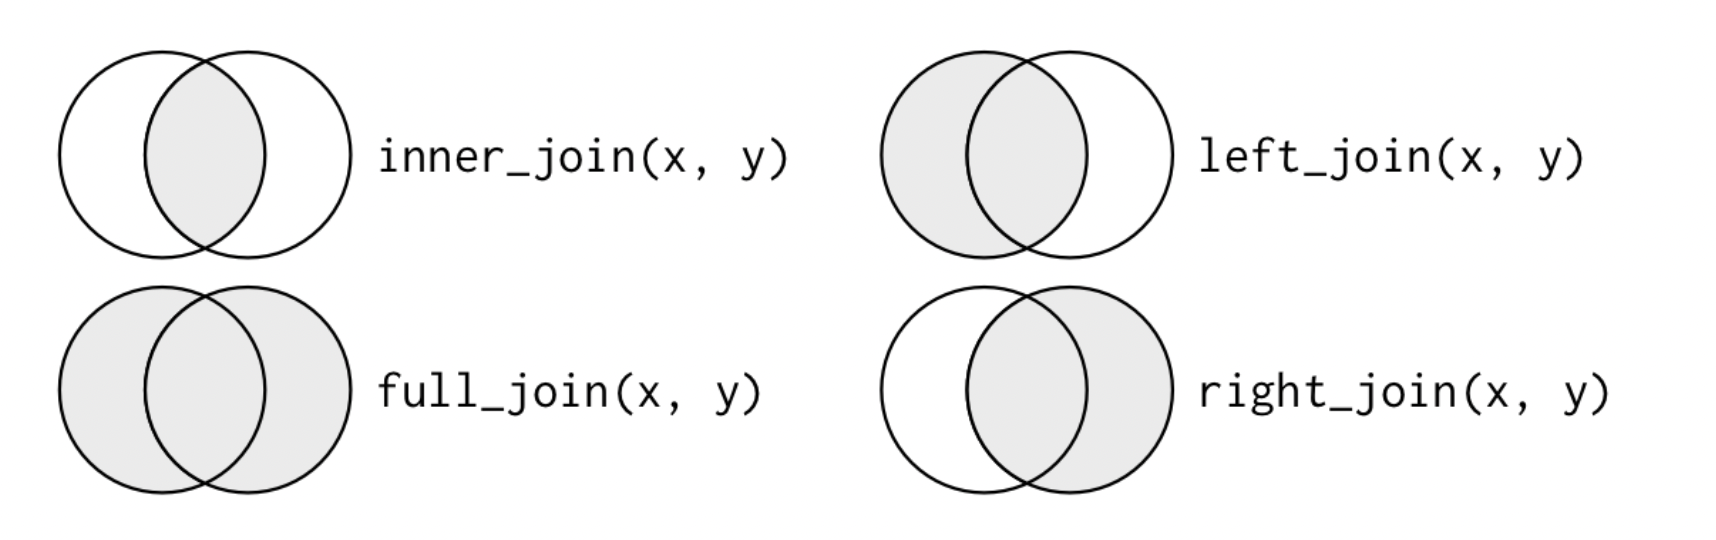 inner_join(x, y)
left_join(x, y)
full_join(x, y)
right_join(x, y)